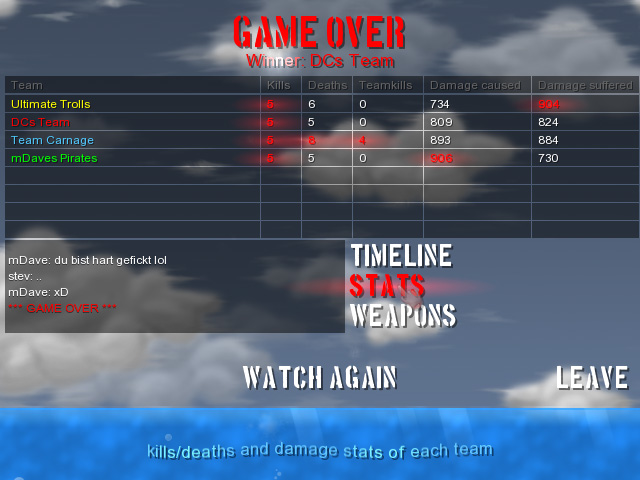 GAME OVER
Winner: DCs Team
Team Kills Deaths Teamkills Damage caused Damage suffered
Ultimate Trolls 5 6 0 734 904
DCs Team 5 5 0 809 824
Team Carnage 5 8 4 893 884
mDaves Pirates 5 5 0 906 730
mDave: du bist hart gefickt lol
stev: ..
mDave: xD
*** GAME OVER ***
TIMELINE
STATS
WEAPONS
WATCH AGAIN
LEAVE
kills/deaths and damage stats of each team